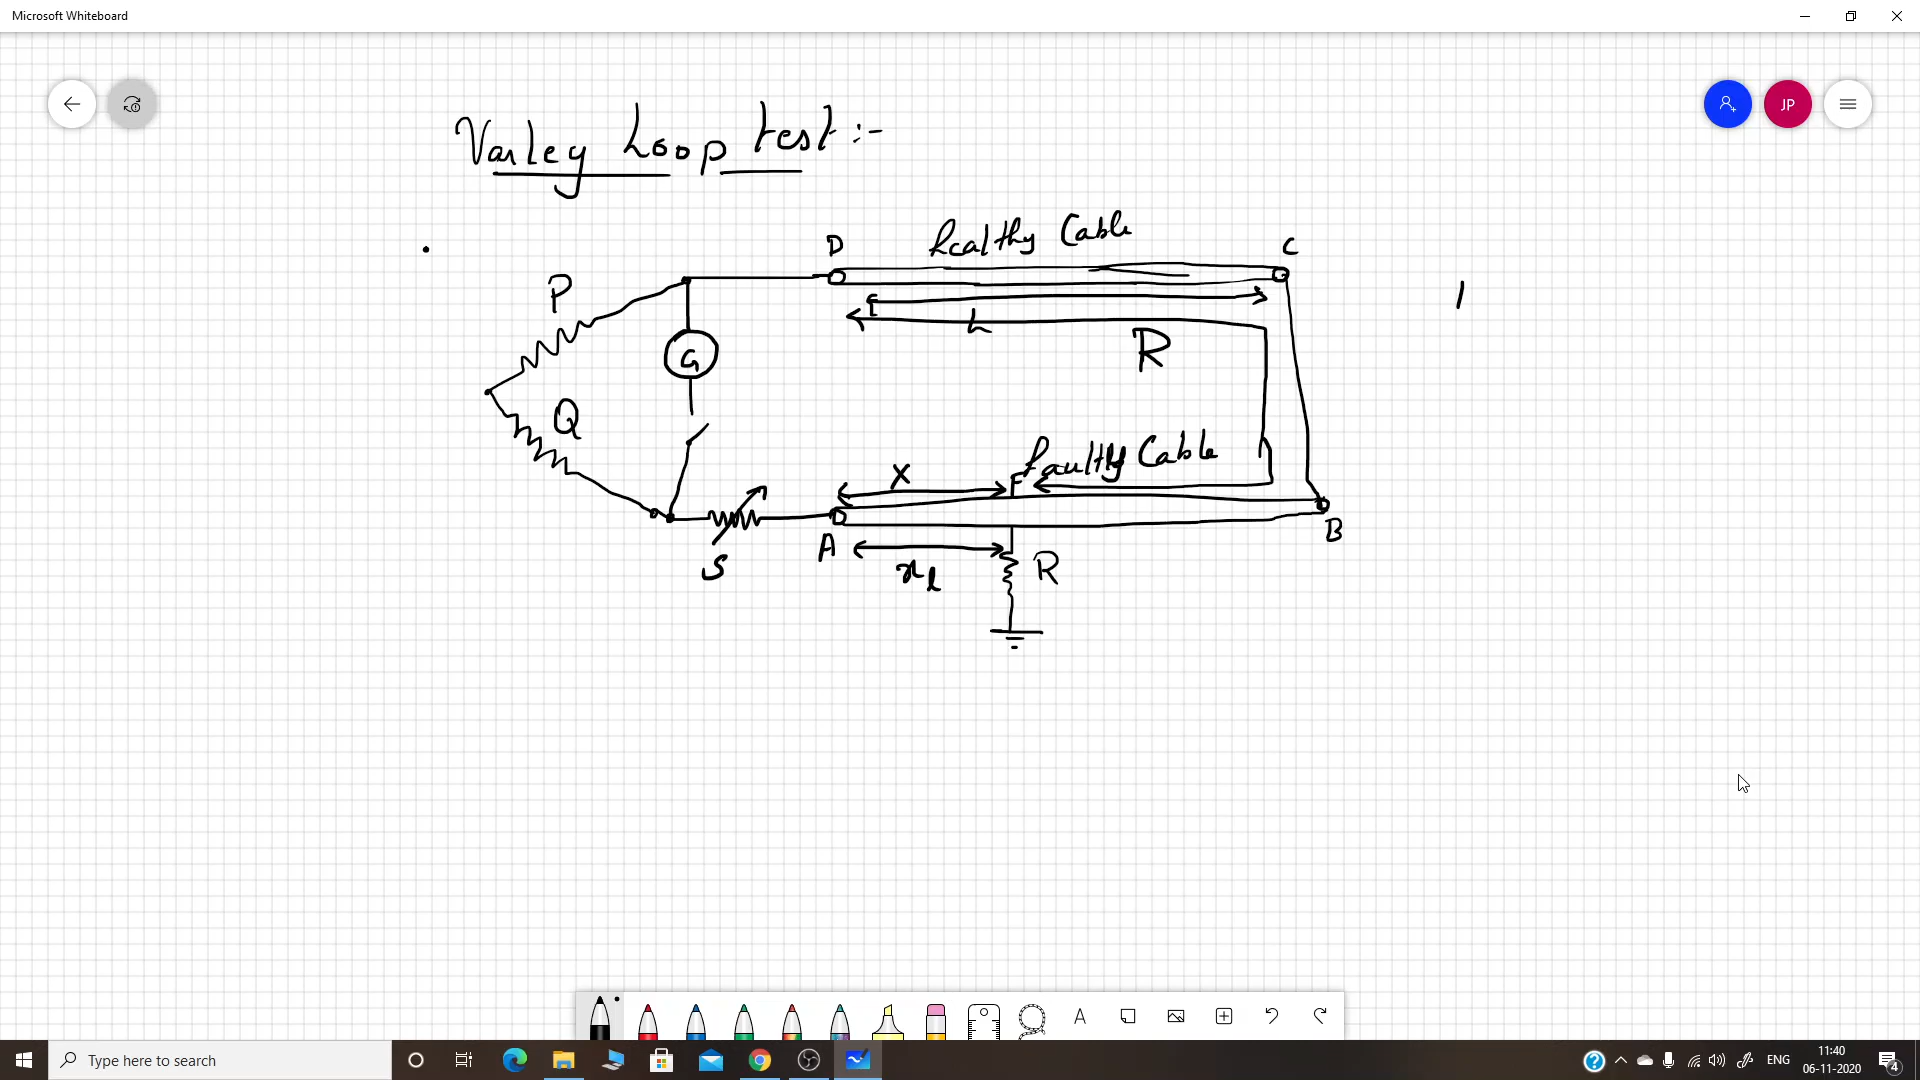 Microsoft Whiteboard
JP
Varley Loop test :-
D
healthy Cable
C
P
L
R
G
Q
X
F
faulty Cable
S
A
x
R
B
A
Type here to search
ENG
11:40
06-11-2020
4